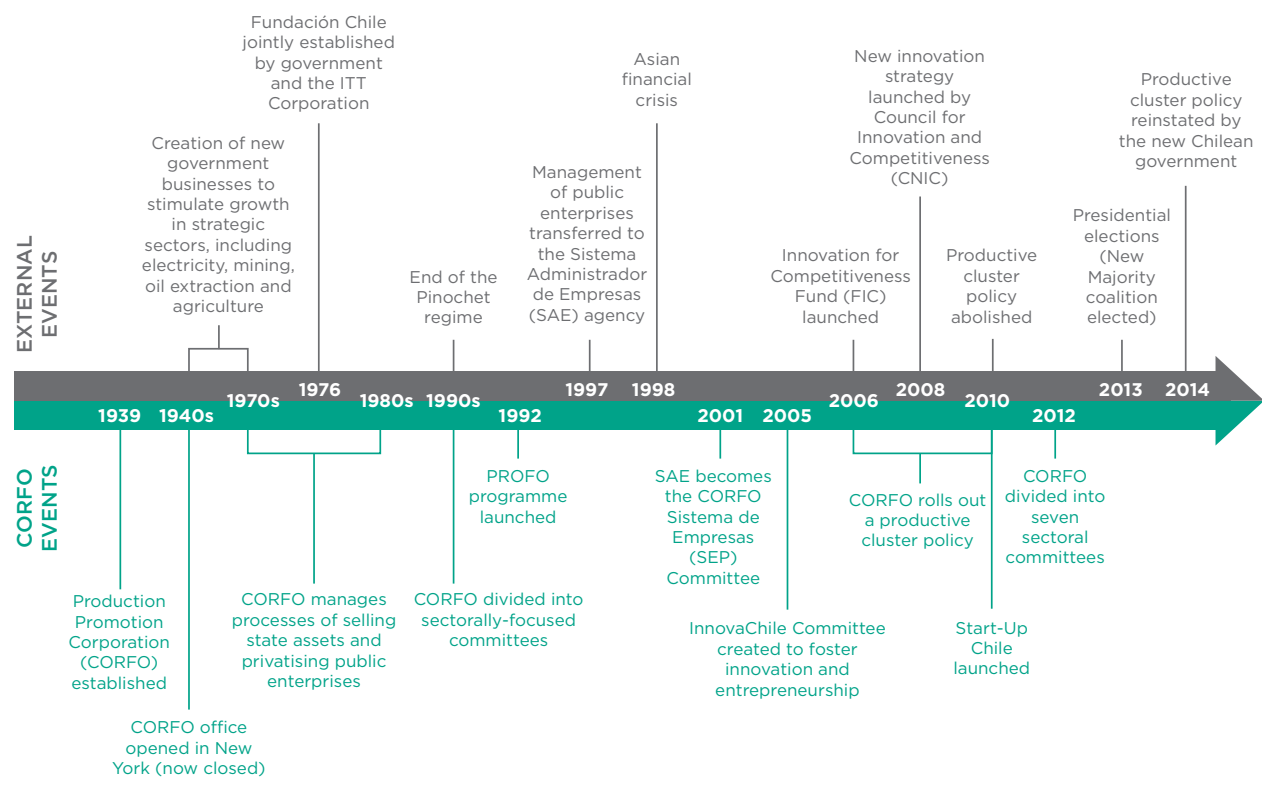 Fundación Chile
jointly established
by government
and the ITT
Corporation
Asian
financial
crisis
New innovation
strategy
launched by
Council for
Innovation and
Competitiveness
(CNIC)
Productive
cluster policy
reinstated by
the new Chilean
government
Creation of new
government
businesses to
stimulate growth
in strategic
sectors, including
electricity, mining,
oil extraction and
agriculture
Management
of public
enterprises
transferred to
the Sistema
Administrador
de Empresas
(SAE) agency
Presidential
elections
(New
Majority
coalition
elected)
End of the
Pinochet
regime
Innovation for
Competitiveness
Fund (FIC)
launched
Productive
cluster
policy
abolished
EXTERNAL
EVENTS
1939
1940s
1970s
1976
1980s
1990s
1992
1997
1998
2001
2005
2006
2008
2010
2012
2013
2014
CORFO
EVENTS
PROFO
programme
launched
SAE becomes
the CORFO
Sistema de
Empresas
(SEP)
Committee
CORFO rolls out
a productive
cluster policy
CORFO
divided into
seven
sectoral
committees
Production
Promotion
Corporation
(CORFO)
established
CORFO manages
processes of selling
state assets and
privatising public
enterprises
CORFO divided into
sectorally-focused
committees
InnovaChile Committee
created to foster
innovation and
entrepreneurship
Start-Up
Chile
launched
CORFO office
opened in New
York (now closed)